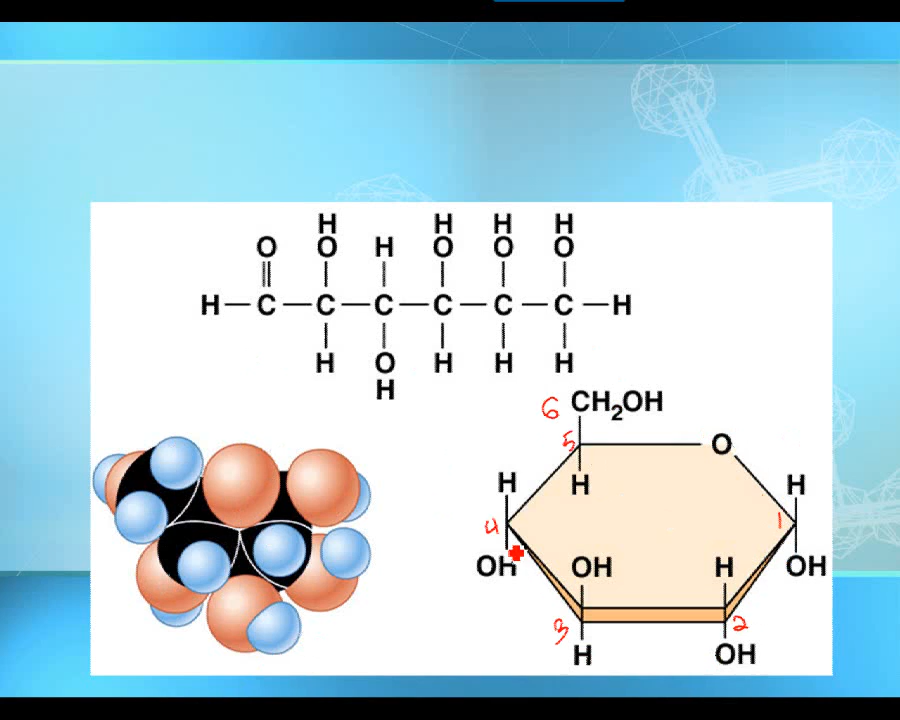 H H H H
O O H O O O
H C C C C C C H
H O H H H
H
6 CH₂OH
5 O
H H H
4 1
OH OH H OH
3 2
H OH